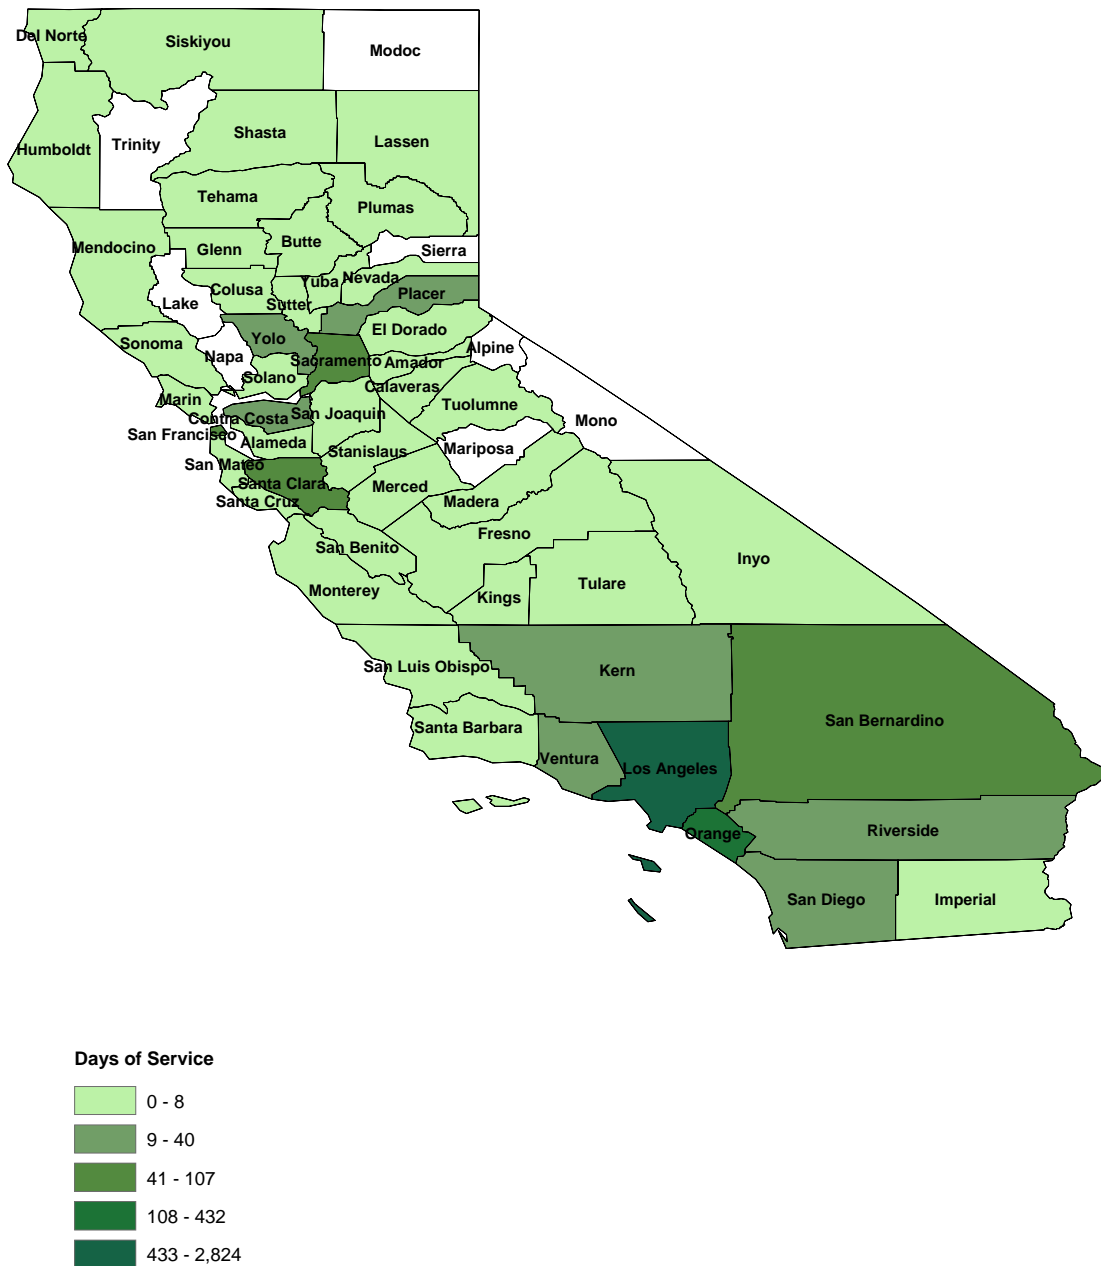 Del Norte
Siskiyou
Modoc
Humboldt
Trinity
Shasta
Lassen
Tehama
Plumas
Mendocino
Glenn
Butte
Sierra
Lake
Colusa
Sutter
Yuba
Nevada
Placer
Sonoma
Napa
Yolo
Sacramento
El Dorado
Alpine
Solano
Amador
Marin
Calaveras
Contra Costa
San Joaquin
Tuolumne
Mono
San Francisco
Alameda
Stanislaus
Mariposa
San Mateo
Santa Clara
Merced
Santa Cruz
Madera
San Benito
Fresno
Inyo
Monterey
Kings
Tulare
San Luis Obispo
Kern
Santa Barbara
San Bernardino
Ventura
Los Angeles
Orange
Riverside
San Diego
Imperial
Days of Service
0 - 8
9 - 40
41 - 107
108 - 432
433 - 2,824